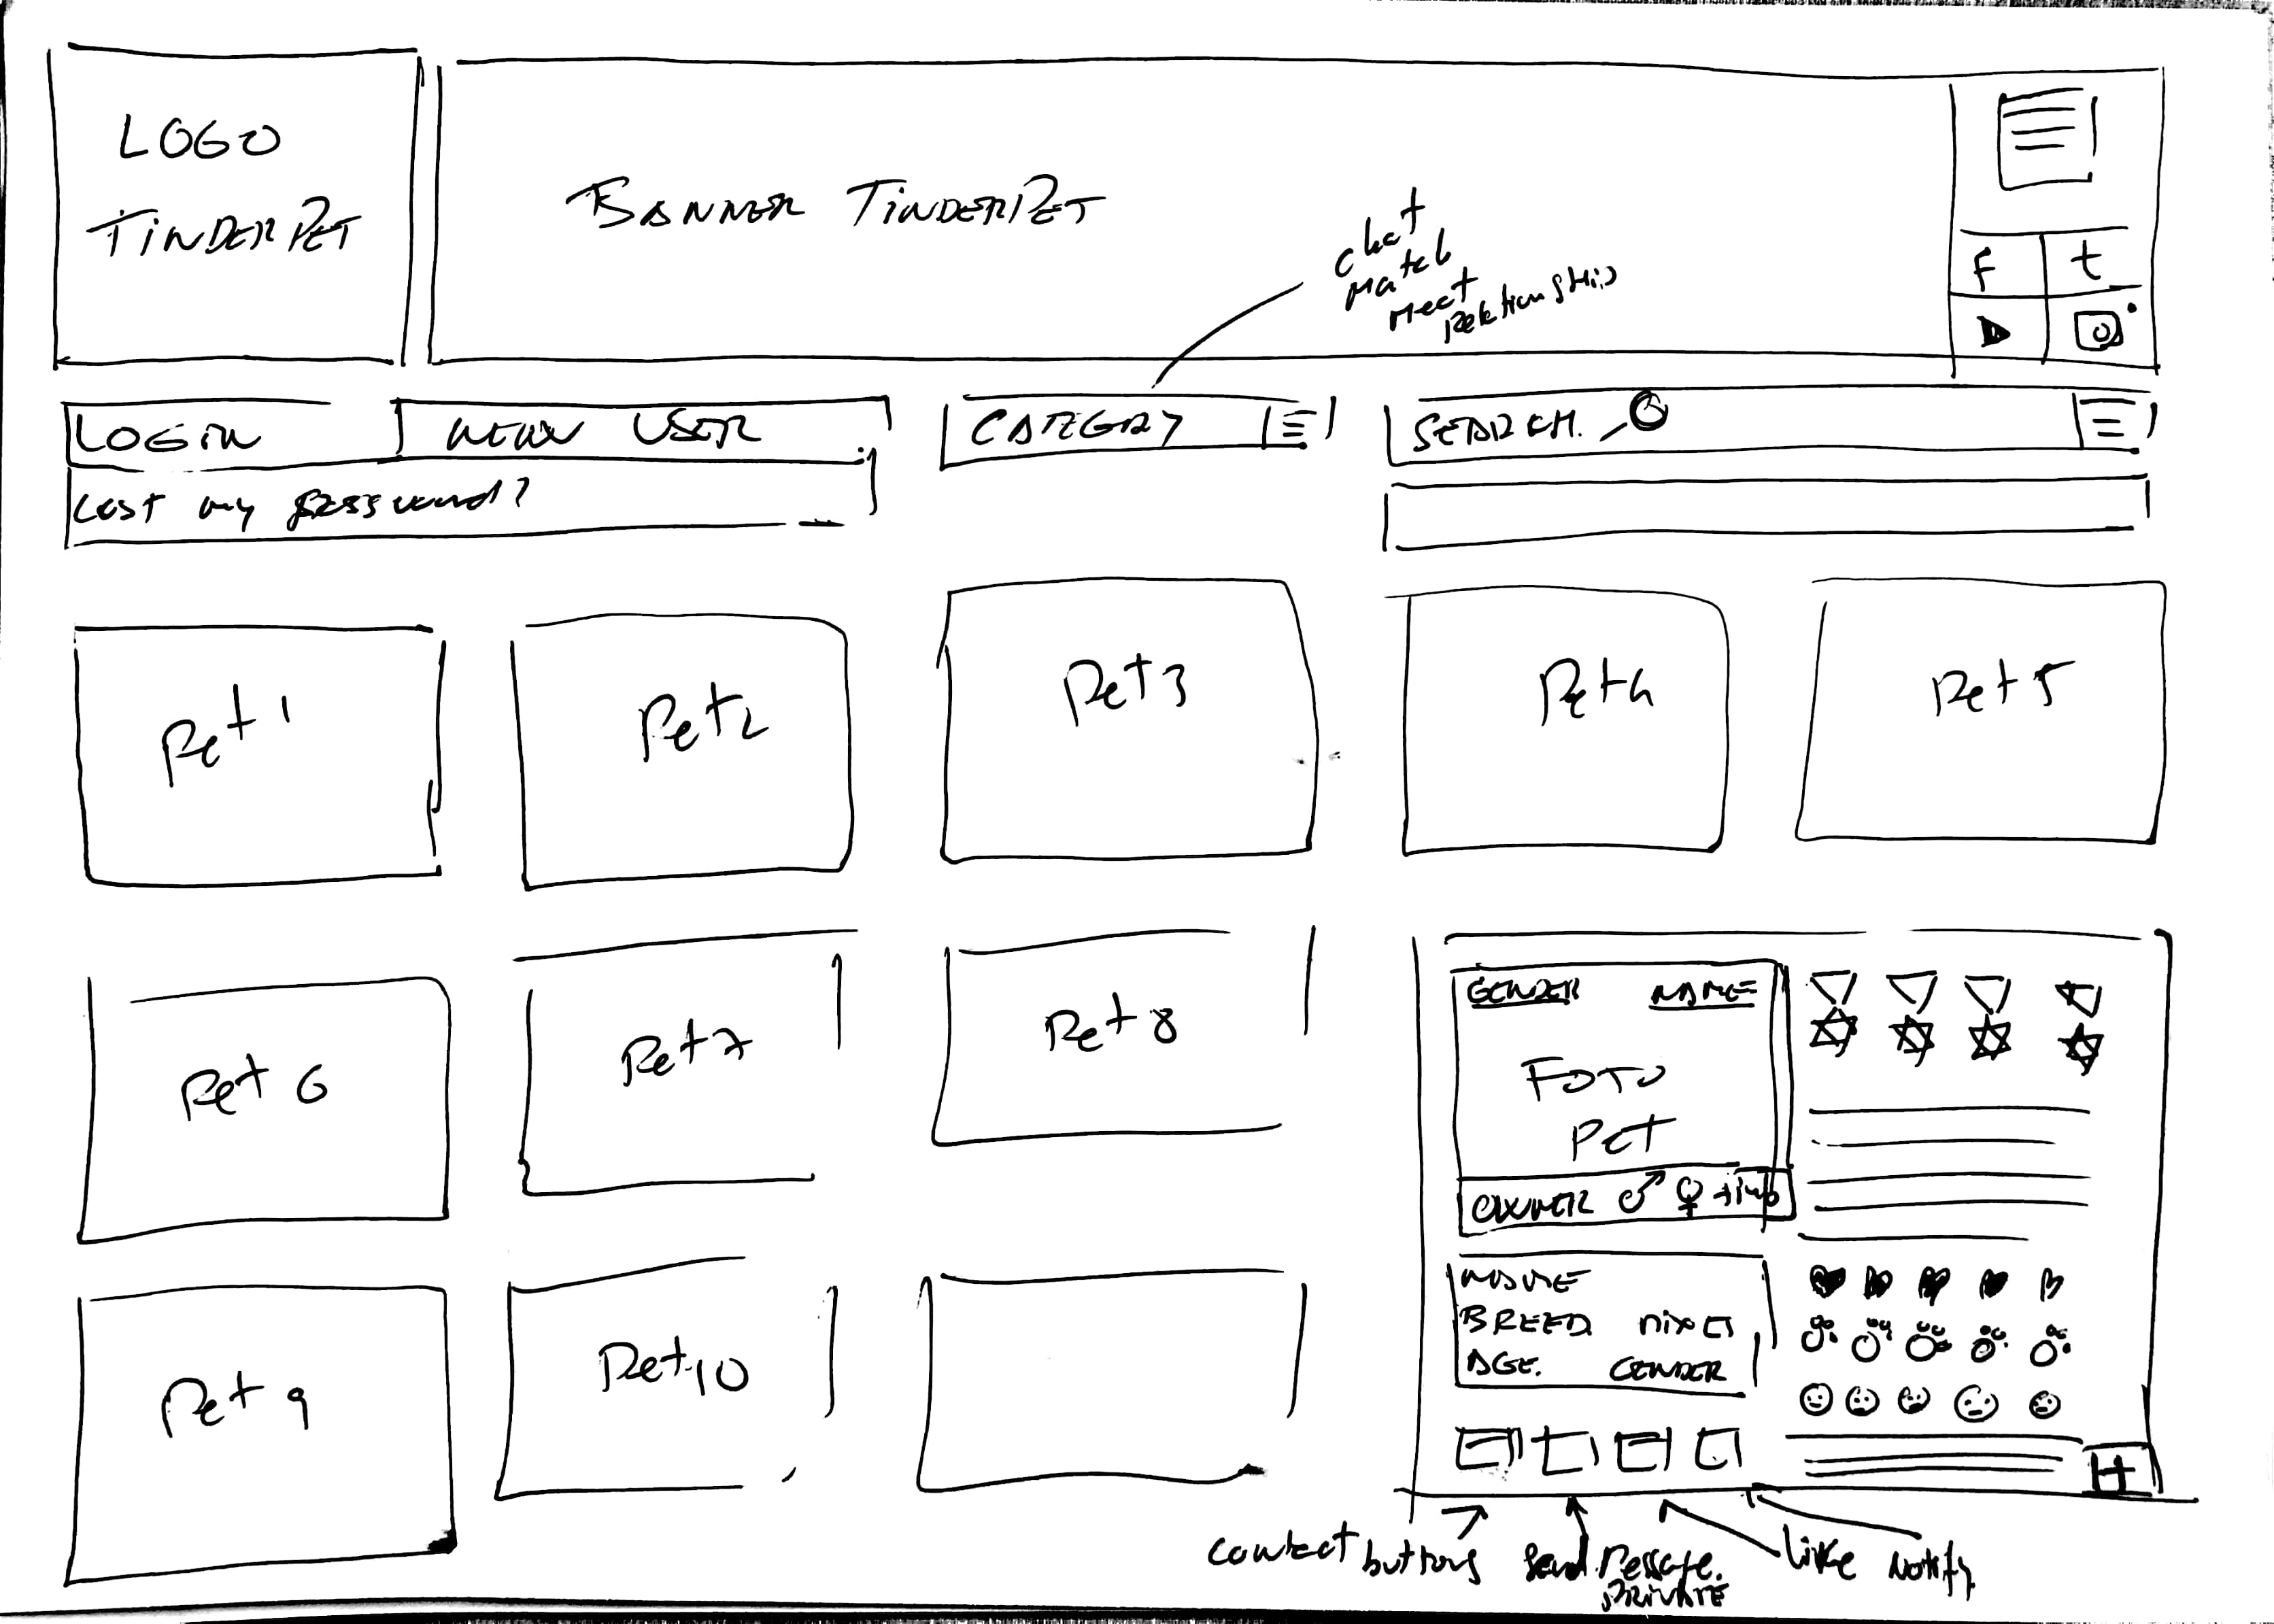 LOGO
TINDERPET
BANNER TINDERPET
chat
Match
Meet
Relationship
f
t
LOGIN
NEW USER
CATEGORY
SEARCH.
Lost my password?
Pet 1
Pet 2
Pet 3
Pet 4
Pet 5
Pet 6
Pet 7
Pet 8
GENDER NAME
FOTO
PET
OWNER ♂ ♀ +info
NAME
BREED. MIXED
AGE. GENDER
Pet 9
Pet 10
contact buttons
Send Message.
PRIVATE
Like
Notify